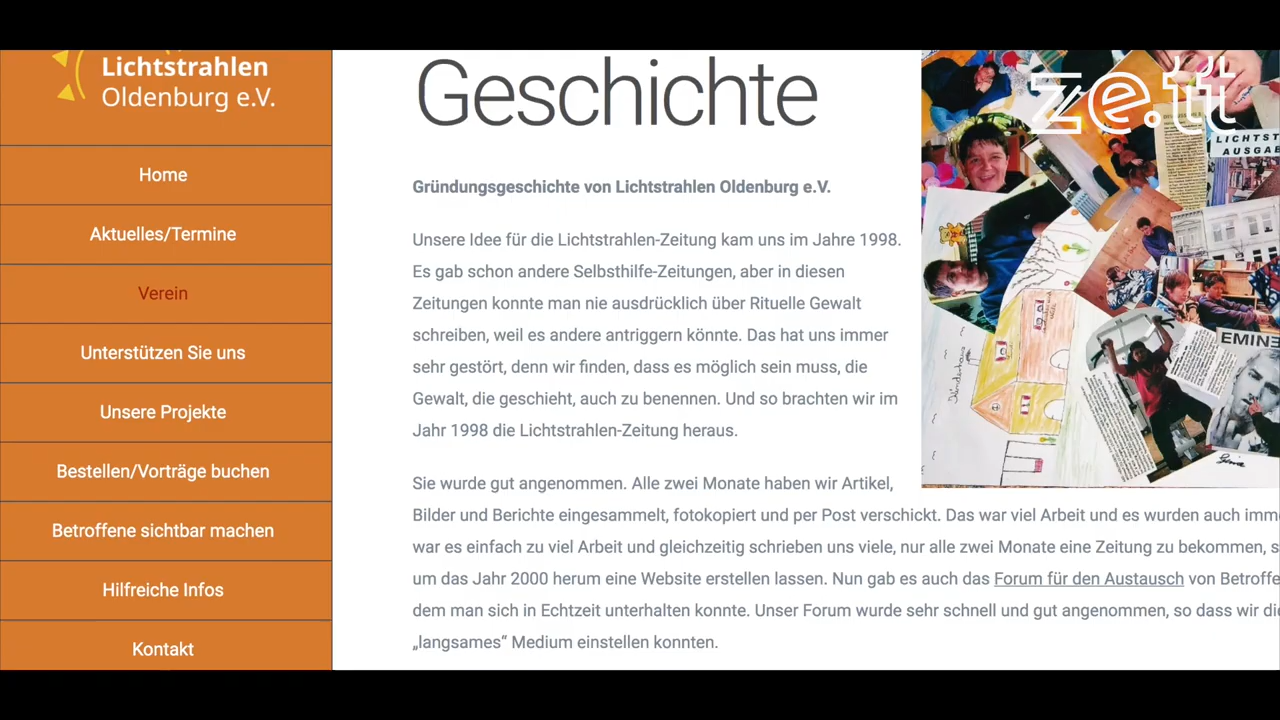 Lichtstrahlen
Oldenburg e.V.
Home
Aktuelles/Termine
Verein
Unterstützen Sie uns
Unsere Projekte
Bestellen/Vorträge buchen
Betroffene sichtbar machen
Hilfreiche Infos
Kontakt
Geschichte
Gründungsgeschichte von Lichtstrahlen Oldenburg e.V.
Unsere Idee für die Lichtstrahlen-Zeitung kam uns im Jahre 1998.
Es gab schon andere Selbsthilfe-Zeitungen, aber in diesen
Zeitungen konnte man nie ausdrücklich über Rituelle Gewalt
schreiben, weil es andere antriggern könnte. Das hat uns immer
sehr gestört, denn wir finden, dass es möglich sein muss, die
Gewalt, die geschieht, auch zu benennen. Und so brachten wir im
Jahr 1998 die Lichtstrahlen-Zeitung heraus.
Sie wurde gut angenommen. Alle zwei Monate haben wir Artikel,
Bilder und Berichte eingesammelt, fotokopiert und per Post verschickt. Das war viel Arbeit und es wurden auch imm
war es einfach zu viel Arbeit und gleichzeitig schrieben uns viele, nur alle zwei Monate eine Zeitung zu bekommen, s
um das Jahr 2000 herum eine Website erstellen lassen. Nun gab es auch das Forum für den Austausch von Betroffe
dem man sich in Echtzeit unterhalten konnte. Unser Forum wurde sehr schnell und gut angenommen, so dass wir di
„langsames“ Medium einstellen konnten.
ze.tt
LICHTST
AUSGAB
EMINE